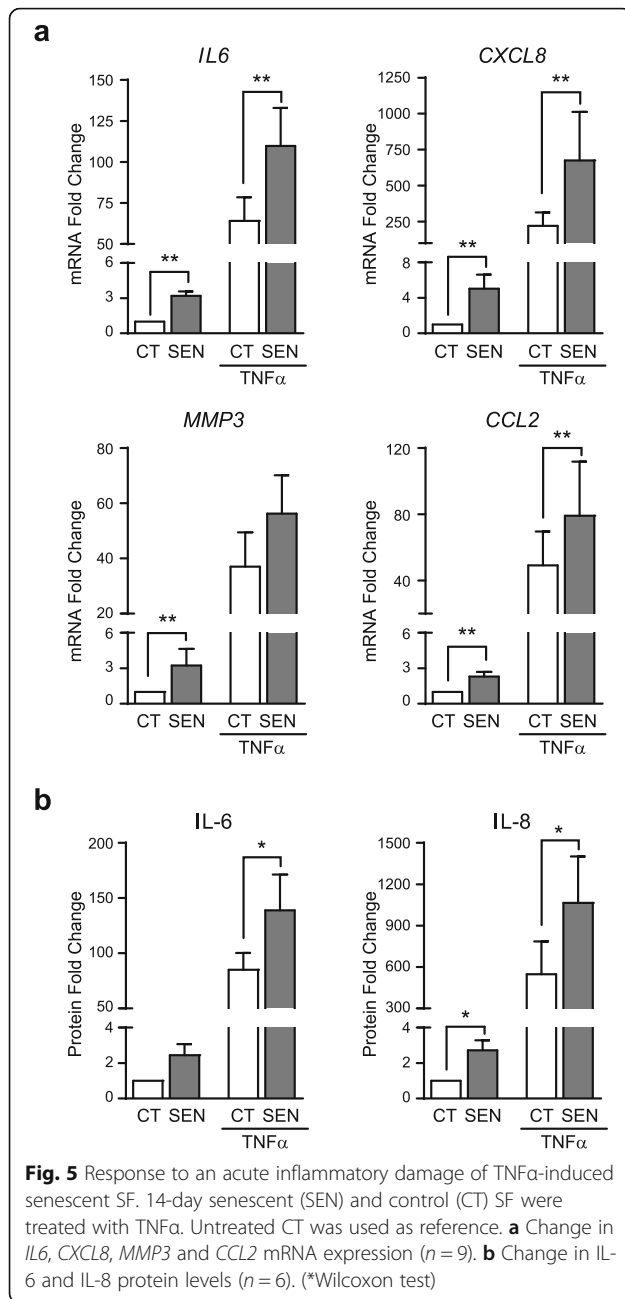 a
IL6
CXCL8
mRNA Fold Change
150
125
100
75
50
6
3
0
**
**
CT SEN CT SEN
TNFα
mRNA Fold Change
1250
1000
750
500
250
8
4
0
**
**
CT SEN CT SEN
TNFα
MMP3
CCL2
mRNA Fold Change
80
60
40
20
6
3
0
**
CT SEN CT SEN
TNFα
mRNA Fold Change
120
80
40
6
3
0
**
**
CT SEN CT SEN
TNFα
b
IL-6
IL-8
Protein Fold Change
200
150
100
50
4
2
0
*
CT SEN CT SEN
TNFα
Protein Fold Change
1500
1200
900
600
300
4
2
0
*
*
CT SEN CT SEN
TNFα
Fig. 5 Response to an acute inflammatory damage of TNFα-induced
senescent SF. 14-day senescent (SEN) and control (CT) SF were
treated with TNFα. Untreated CT was used as reference. a Change in
IL6, CXCL8, MMP3 and CCL2 mRNA expression (n = 9). b Change in IL-
6 and IL-8 protein levels (n = 6). (*Wilcoxon test)